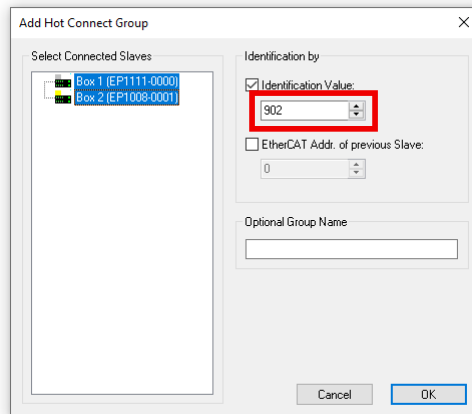 Add Hot Connect Group
Select Connected Slaves
Box 1 (EP1111-0000)
Box 2 (EP1008-0001)
Identification by
Identification Value:
902
EtherCAT Addr. of previous Slave:
0
Optional Group Name
Cancel
OK